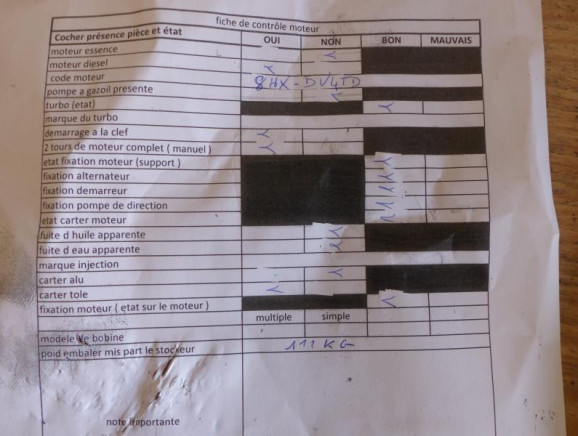 fiche de contrôle moteur
Cocher présence pièce et état OUI NON BON MAUVAIS
moteur essence
moteur diesel
code moteur 8HX-DV4TD
pompe a gazoil presente
turbo (etat)
marque du turbo
demarrage a la clef
2 tours de moteur complet ( manuel )
etat fixation moteur (support )
fixation alternateur
fixation demarreur
fixation pompe de direction
etat carter moteur
fuite d huile apparente
fuite d eau apparente
marque injection
carter alu
carter tole
fixation moteur ( etat sur le moteur )
multiple simple
modele de bobine
poid embaler mis part le stockeur 111 KG
note importante